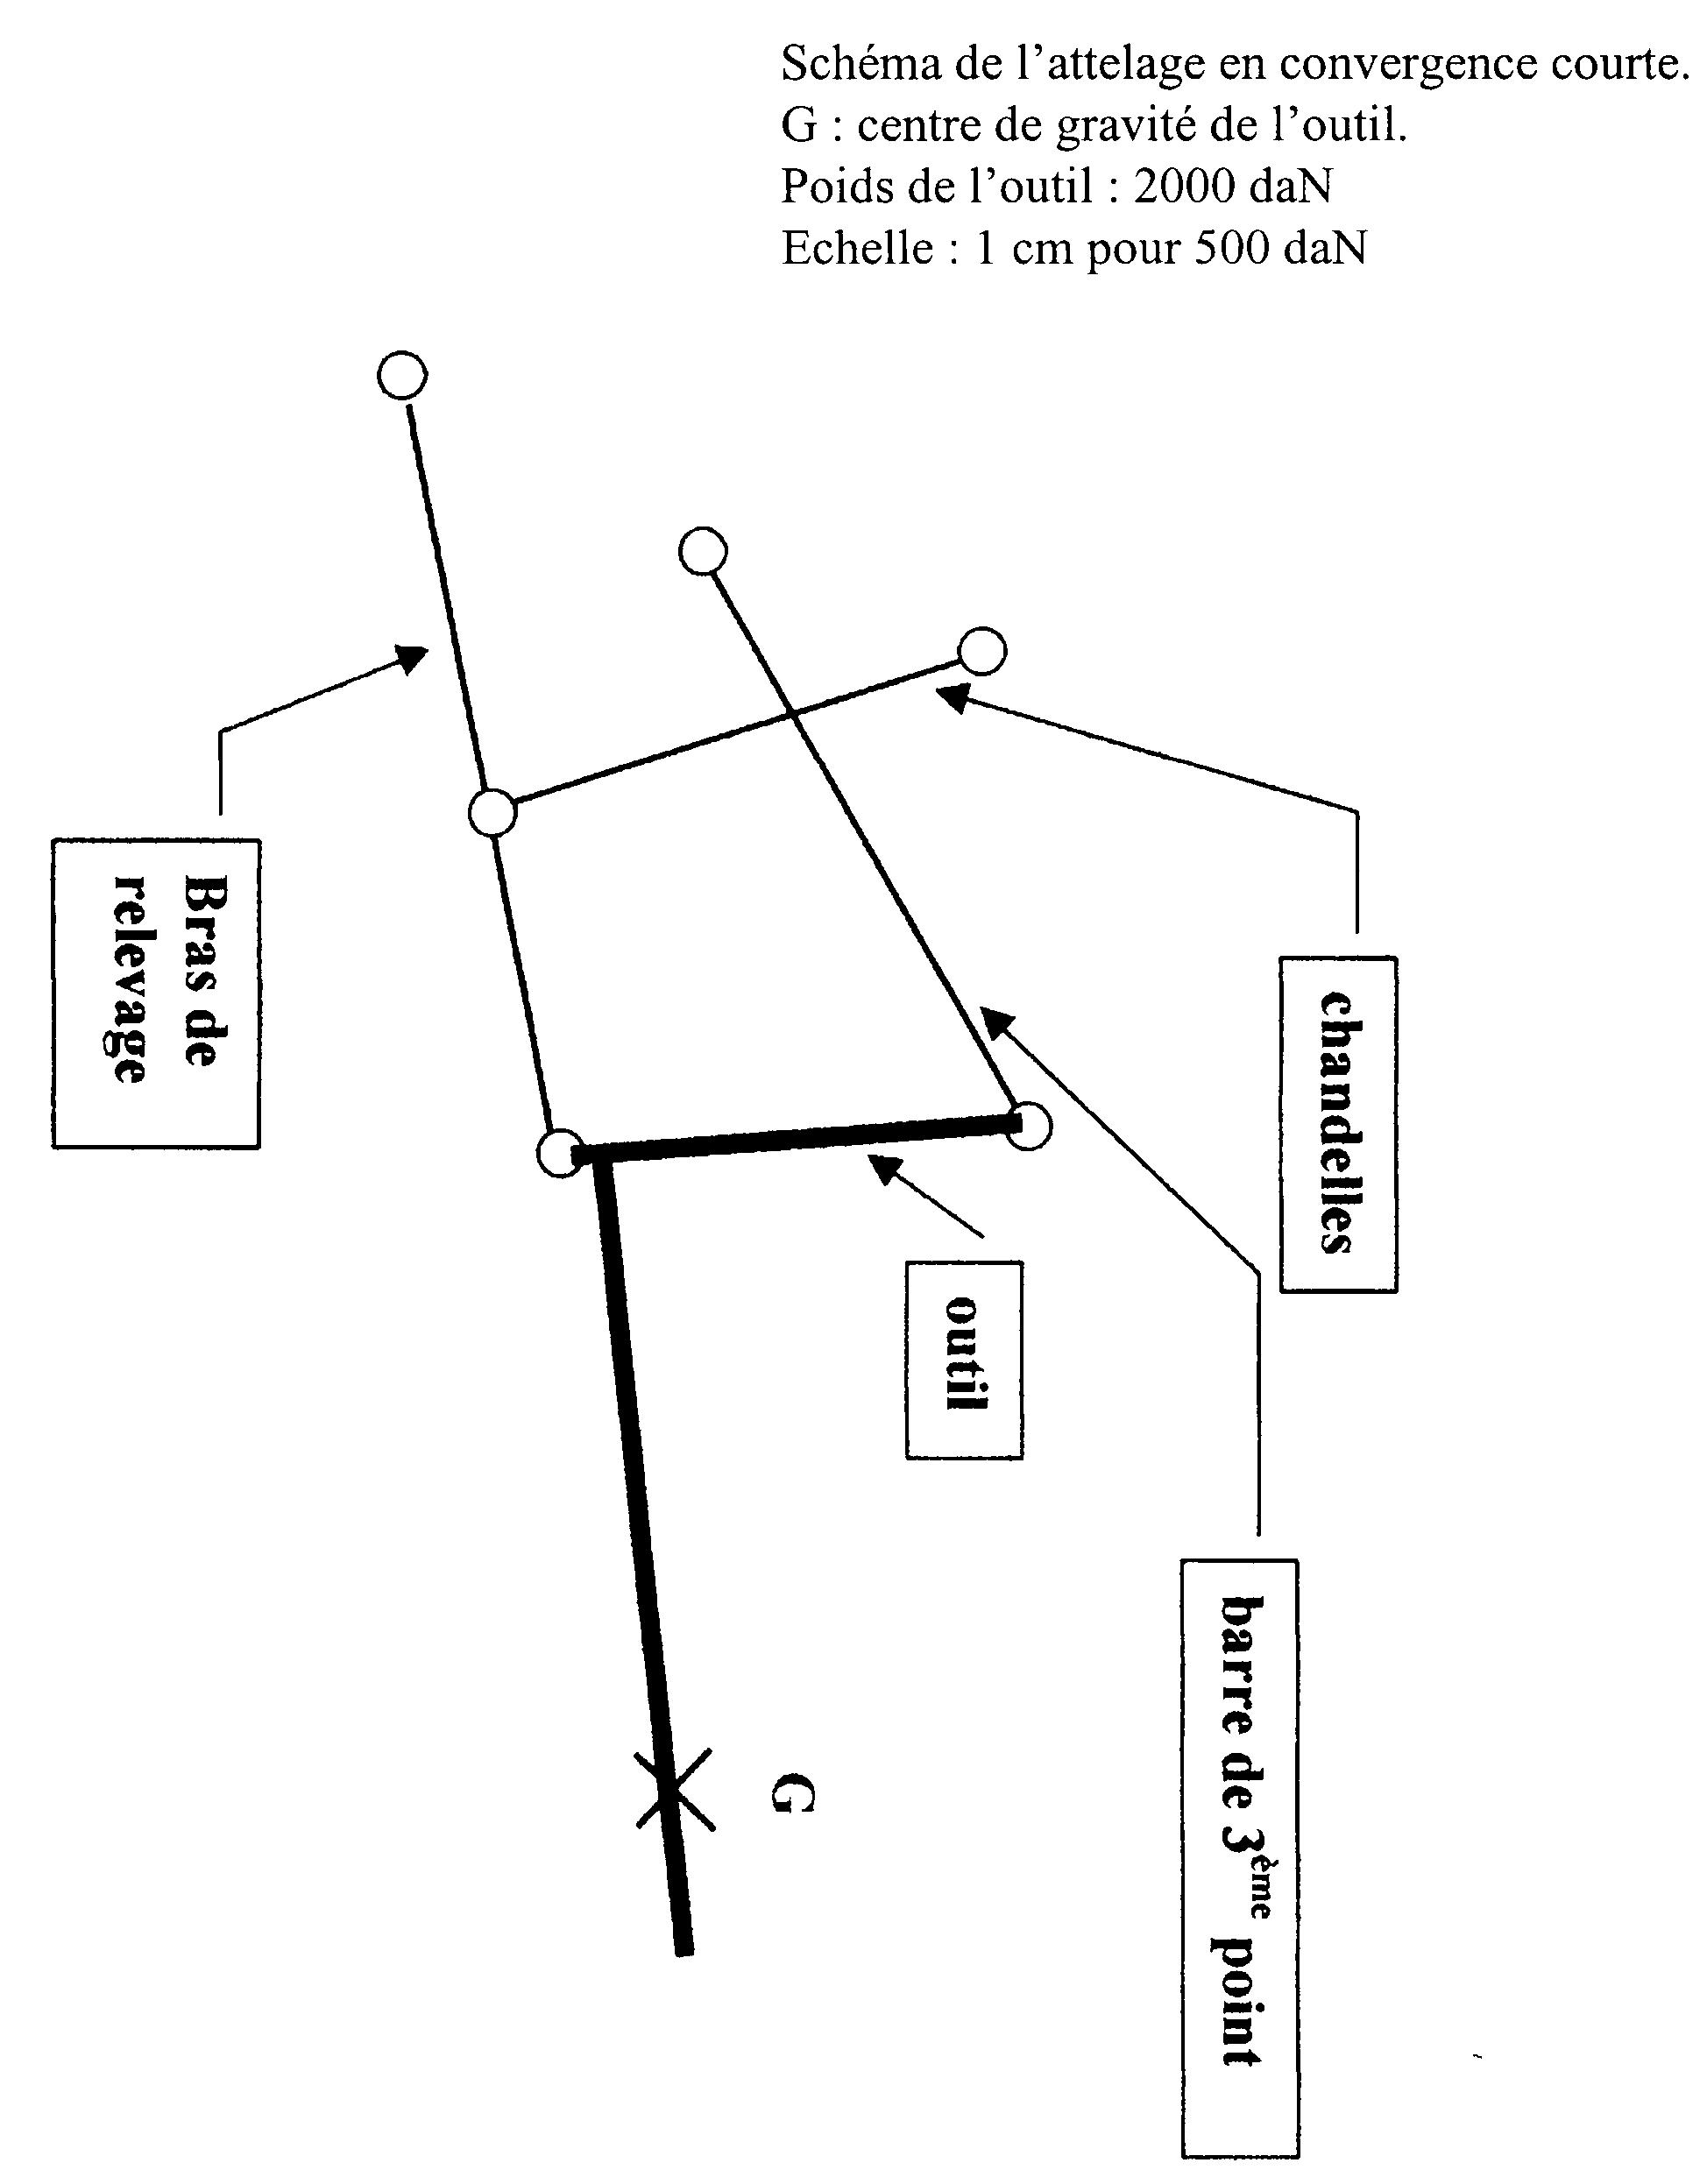 Schéma de l'attelage en convergence courte.
G : centre de gravité de l'outil.
Poids de l'outil : 2000 daN
Echelle : 1 cm pour 500 daN
Bras de
relevage
chandelles
outil
G
barre de 3ème point